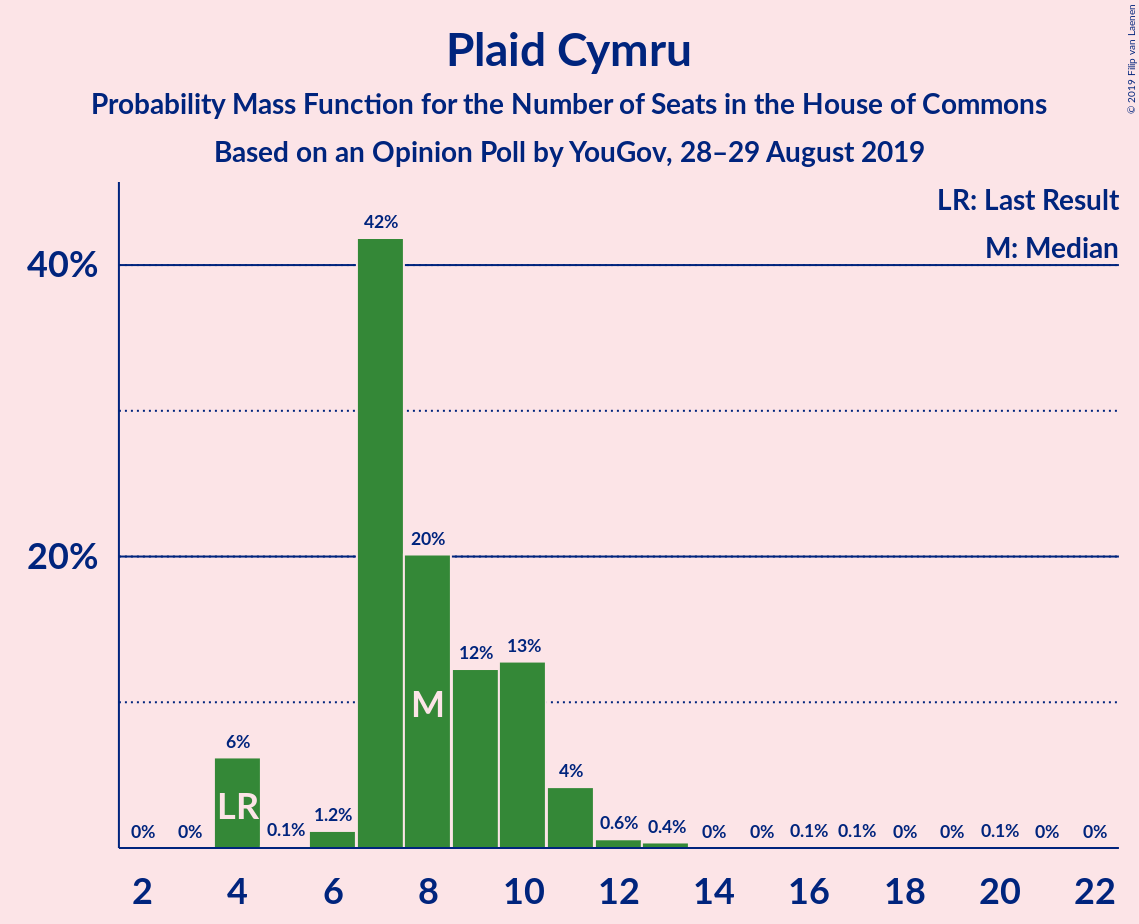 Plaid Cymru
Probability Mass Function for the Number of Seats in the House of Commons
Based on an Opinion Poll by YouGov, 28–29 August 2019
© 2019 Filip van Laenen
LR: Last Result
M: Median
40%
20%
0%
0%
6%
0.1%
1.2%
42%
20%
12%
13%
4%
0.6%
0.4%
0%
0%
0.1%
0.1%
0%
0%
0.1%
0%
0%
LR
M
2 4 6 8 10 12 14 16 18 20 22